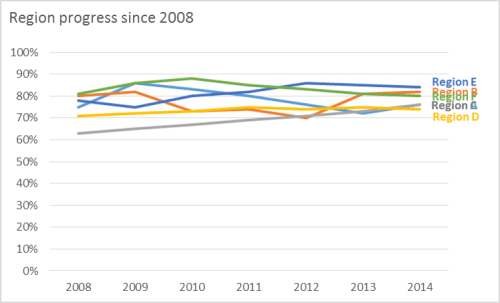 Region progress since 2008
100%
90%
80%
70%
60%
50%
40%
30%
20%
10%
0%
Region E
Region B
Region F
Region C
Region D
2008 2009 2010 2011 2012 2013 2014